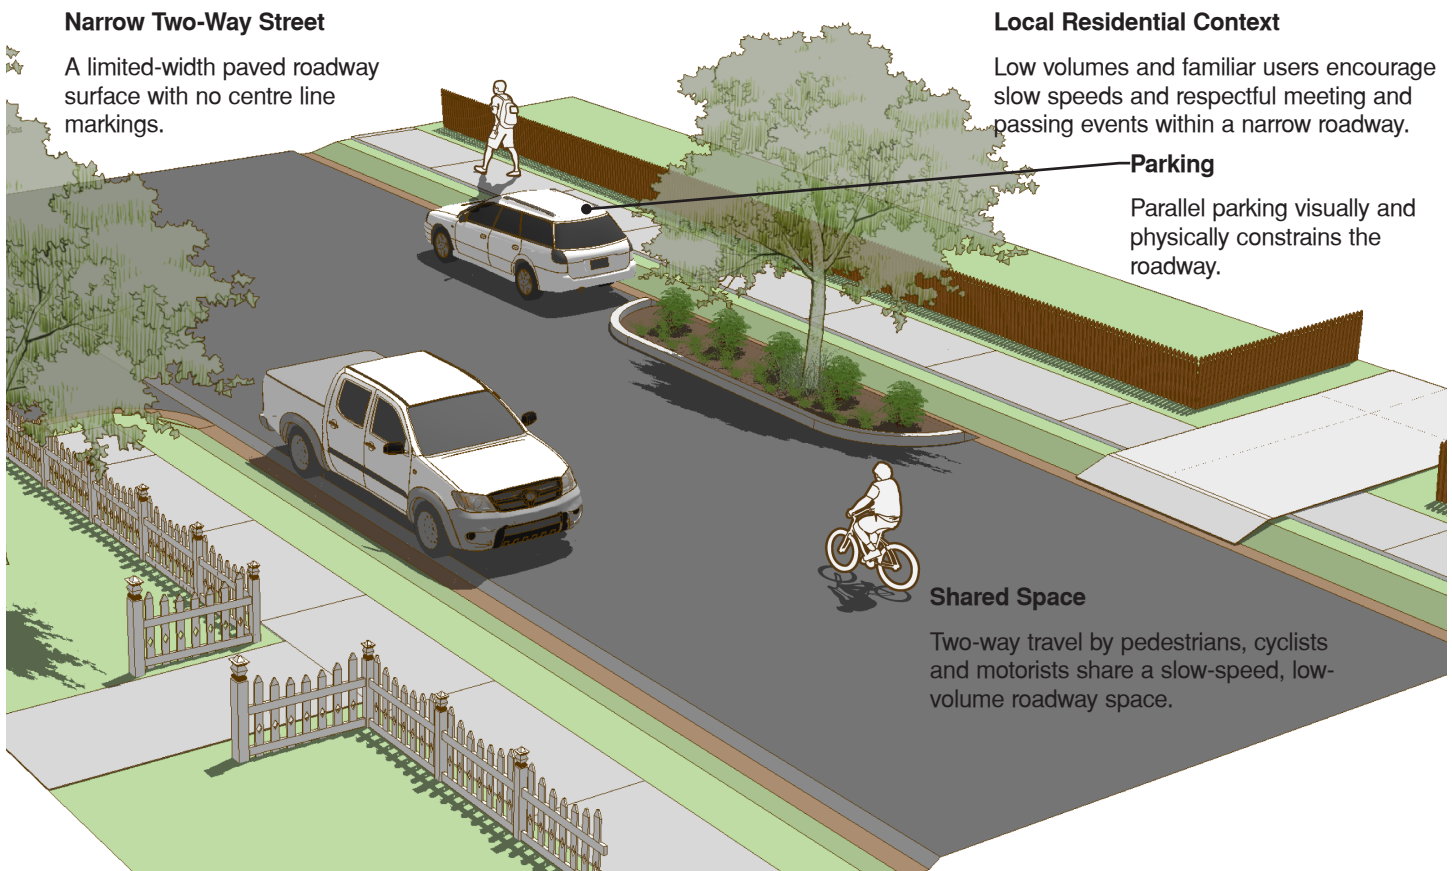 Narrow Two-Way Street
A limited-width paved roadway
surface with no centre line
markings.
Local Residential Context
Low volumes and familiar users encourage
slow speeds and respectful meeting and
passing events within a narrow roadway.
Parking
Parallel parking visually and
physically constrains the
roadway.
Shared Space
Two-way travel by pedestrians, cyclists
and motorists share a slow-speed, low-
volume roadway space.